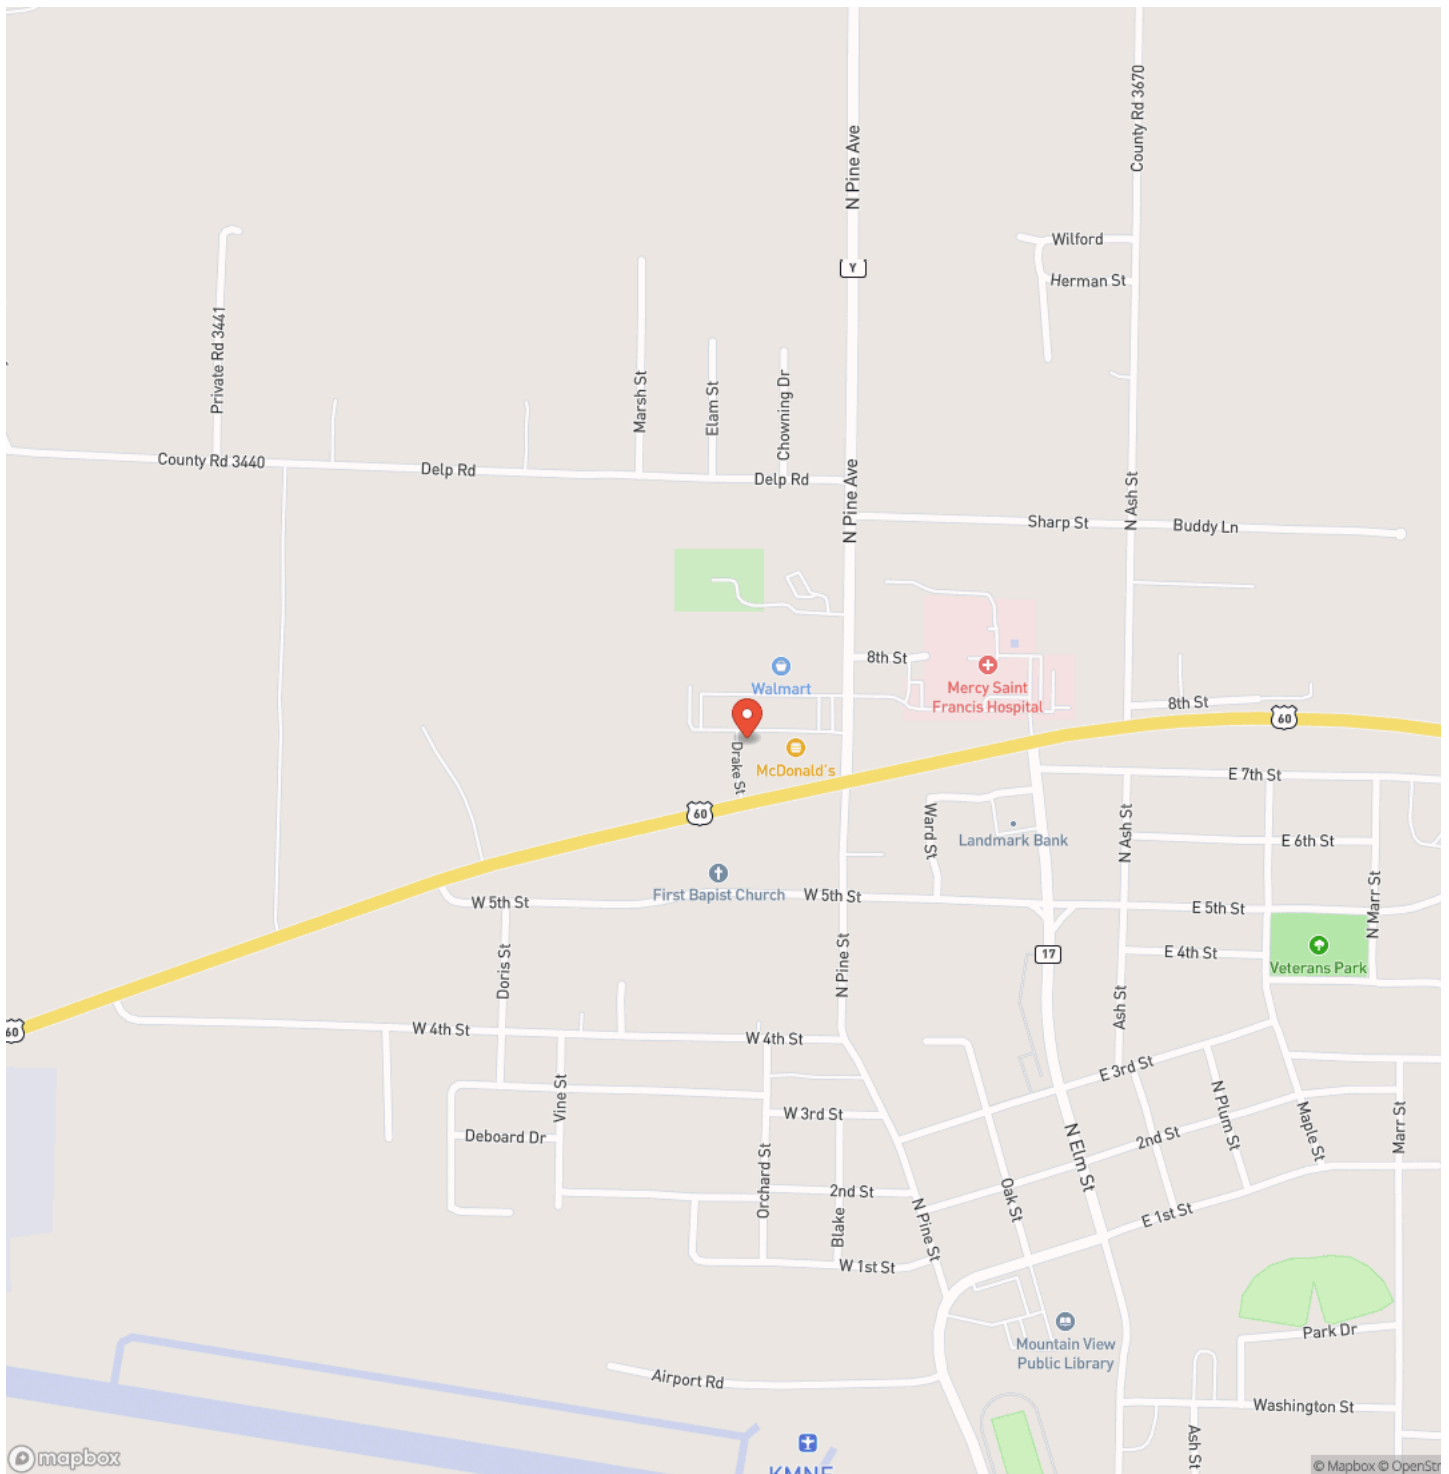 County Rd 3670
N Pine Ave
Wilford
Y
Herman St
Private Rd 3441
Marsh St
Elam St
Chowning Dr
County Rd 3440
Delp Rd
Delp Rd
N Pine Ave
N Ash St
Sharp St
Buddy Ln
8th St
Walmart
Mercy Saint
Francis Hospital
8th St
60
Drake St
McDonald's
E 7th St
60
Ward St
Landmark Bank
N Ash St
E 6th St
First Bapist Church
W 5th St
W 5th St
E 5th St
N Marr St
Doris St
N Pine St
17
E 4th St
Veterans Park
Ash St
60
W 4th St
W 4th St
E 3rd St
Vine St
W 3rd St
N Plum St
Maple St
Marr St
Deboard Dr
N Elm St
2nd St
Orchard St
2nd St
Oak St
Blake
N Pine St
E 1st St
W 1st St
Mountain View
Public Library
Park Dr
Airport Rd
Washington St
Ash St
mapbox
KMNF
© Mapbox © OpenStr